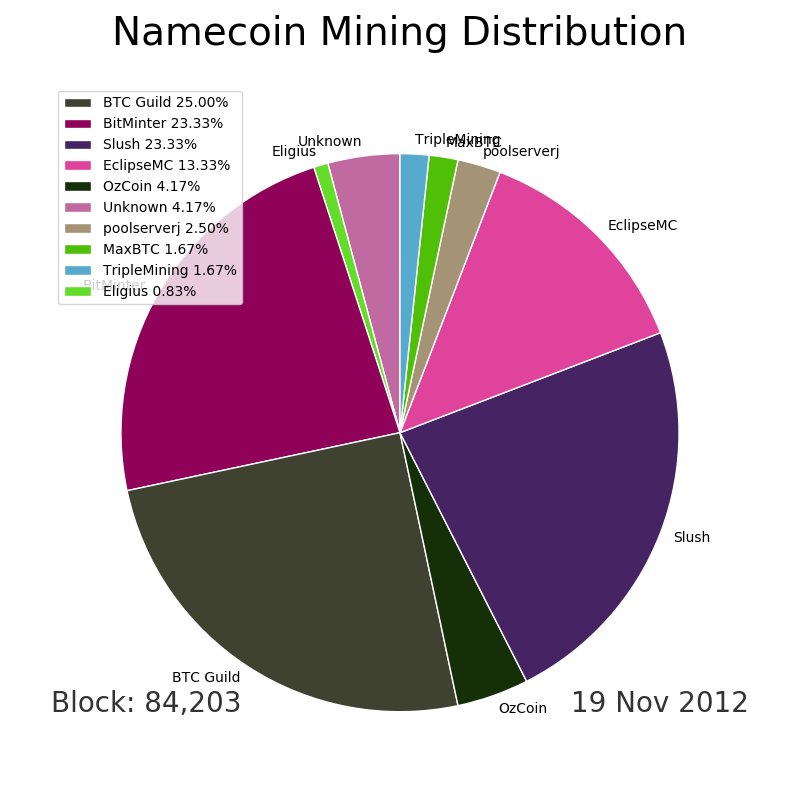 Namecoin Mining Distribution
BTC Guild 25.00%
BitMinter 23.33%
Slush 23.33%
EclipseMC 13.33%
OzCoin 4.17%
Unknown 4.17%
poolserverj 2.50%
MaxBTC 1.67%
TripleMining 1.67%
Eligius 0.83%
TripleMining
MaxBTC
poolserverj
Unknown
Eligius
EclipseMC
BitMinter
Slush
BTC Guild
OzCoin
Block: 84,203
19 Nov 2012